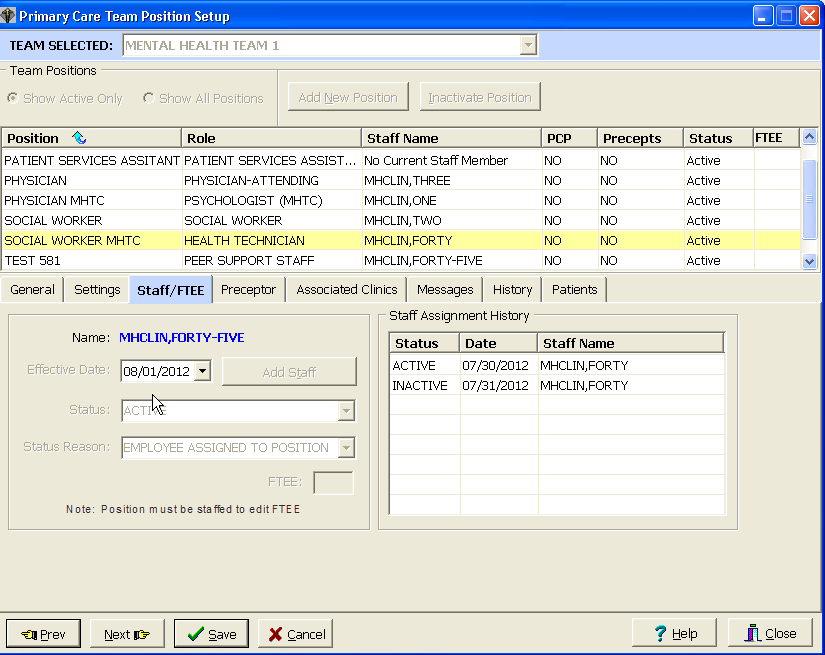 Primary Care Team Position Setup
TEAM SELECTED: MENTAL HEALTH TEAM 1
Team Positions
Show Active Only Show All Positions Add New Position Inactivate Position
Position Role Staff Name PCP Precepts Status FTEE
PATIENT SERVICES ASSITANT PATIENT SERVICES ASSIST... No Current Staff Member NO NO Active
PHYSICIAN PHYSICIAN-ATTENDING MHCLIN,THREE NO NO Active
PHYSICIAN MHTC PSYCHOLOGIST (MHTC) MHCLIN,ONE NO NO Active
SOCIAL WORKER SOCIAL WORKER MHCLIN,TWO NO NO Active
SOCIAL WORKER MHTC HEALTH TECHNICIAN MHCLIN,FORTY NO NO Active
TEST 581 PEER SUPPORT STAFF MHCLIN,FORTY-FIVE NO NO Active
General Settings Staff/FTEE Preceptor Associated Clinics Messages History Patients
Name: MHCLIN,FORTY-FIVE
Effective Date: 08/01/2012 Add Staff
Status: ACTIVE
Status Reason: EMPLOYEE ASSIGNED TO POSITION
FTEE:
Note: Position must be staffed to edit FTEE
Staff Assignment History
Status Date Staff Name
ACTIVE 07/30/2012 MHCLIN,FORTY
INACTIVE 07/31/2012 MHCLIN,FORTY
Prev Next Save Cancel Help Close